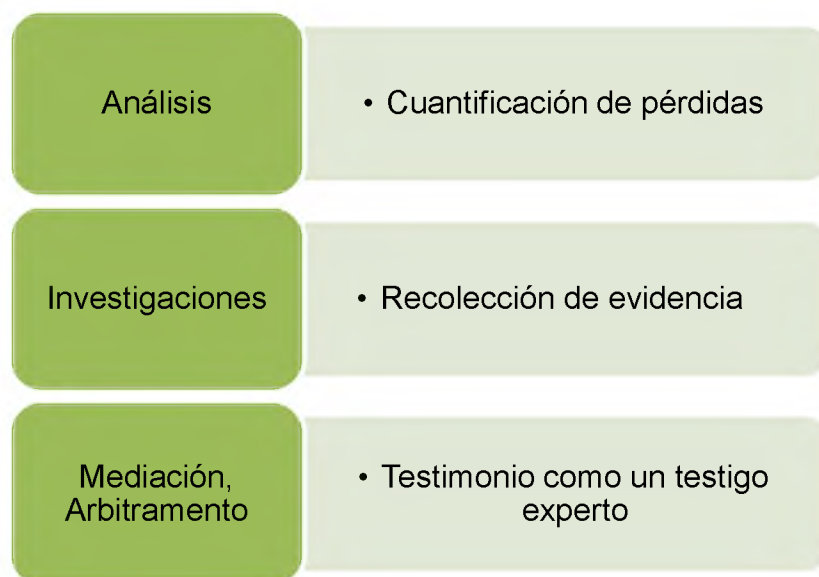 Análisis
• Cuantificación de pérdidas
Investigaciones
• Recolección de evidencia
Mediación,
Arbitramento
• Testimonio como un testigo
experto